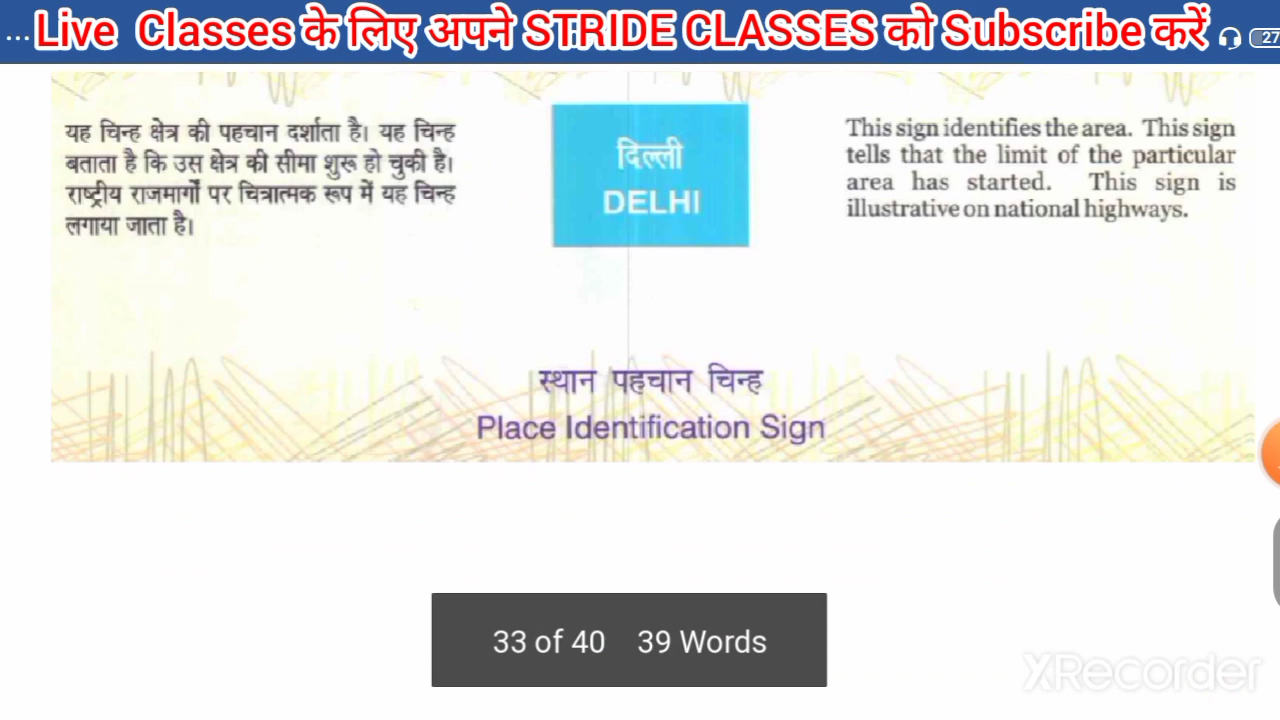 ... Live Classes के लिए अपने STRIDE CLASSES को Subscribe करें 27
यह चिन्ह क्षेत्र की पहचान दर्शाता है। यह चिन्ह
बताता है कि उस क्षेत्र की सीमा शुरू हो चुकी है।
राष्ट्रीय राजमार्गों पर चित्रात्मक रूप में यह चिन्ह
लगाया जाता है।
दिल्ली
DELHI
This sign identifies the area. This sign
tells that the limit of the particular
area has started. This sign is
illustrative on national highways.
स्थान पहचान चिन्ह
Place Identification Sign
33 of 40 39 Words
XRecorder